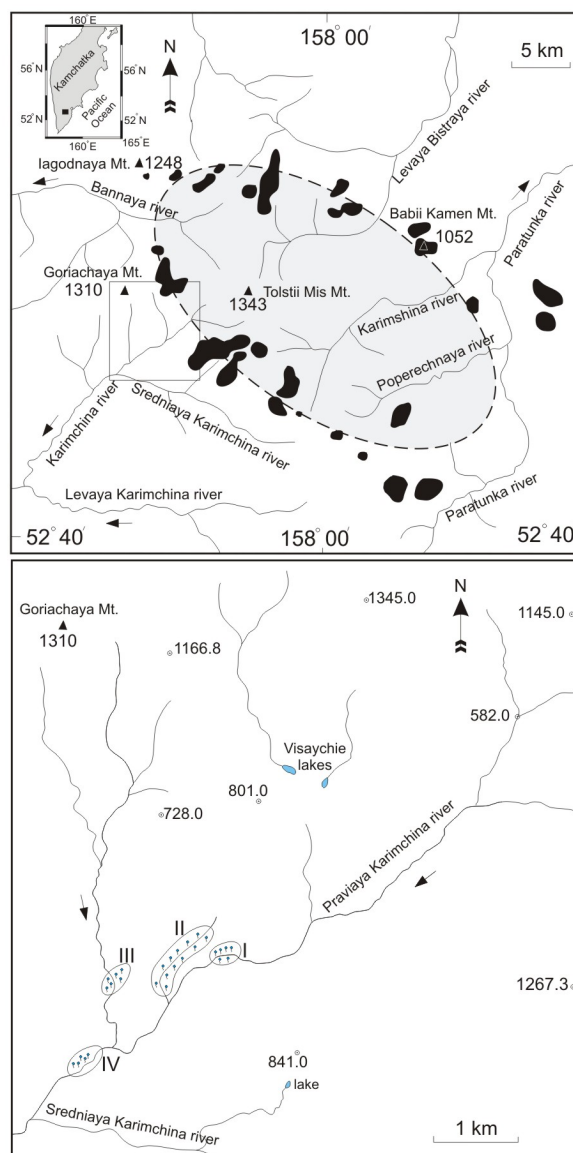 160°E
158° 00′
N
5 km
56°N
56°N
Kamchatka
Pacific
Ocean
52°N
52°N
160°E
165°E
Levaya Bistraya river
Iagodnaya Mt.
1248
Bannaya river
Babii Kamen Mt.
1052
Paratunka river
Goriachaya Mt.
1310
1343
Tolstii Mis Mt.
Karimshina river
Poperechnaya river
Karimchina river
Sredniaya Karimchina river
Levaya Karimchina river
Paratunka river
52° 40′
158° 00′
52° 40′
Goriachaya Mt.
1310
1345.0
N
1145.0
1166.8
582.0
Visaychie
lakes
801.0
728.0
Praviaya Karimchina river
II
I
III
1267.3
IV
841.0
lake
Sredniaya Karimchina river
1 km